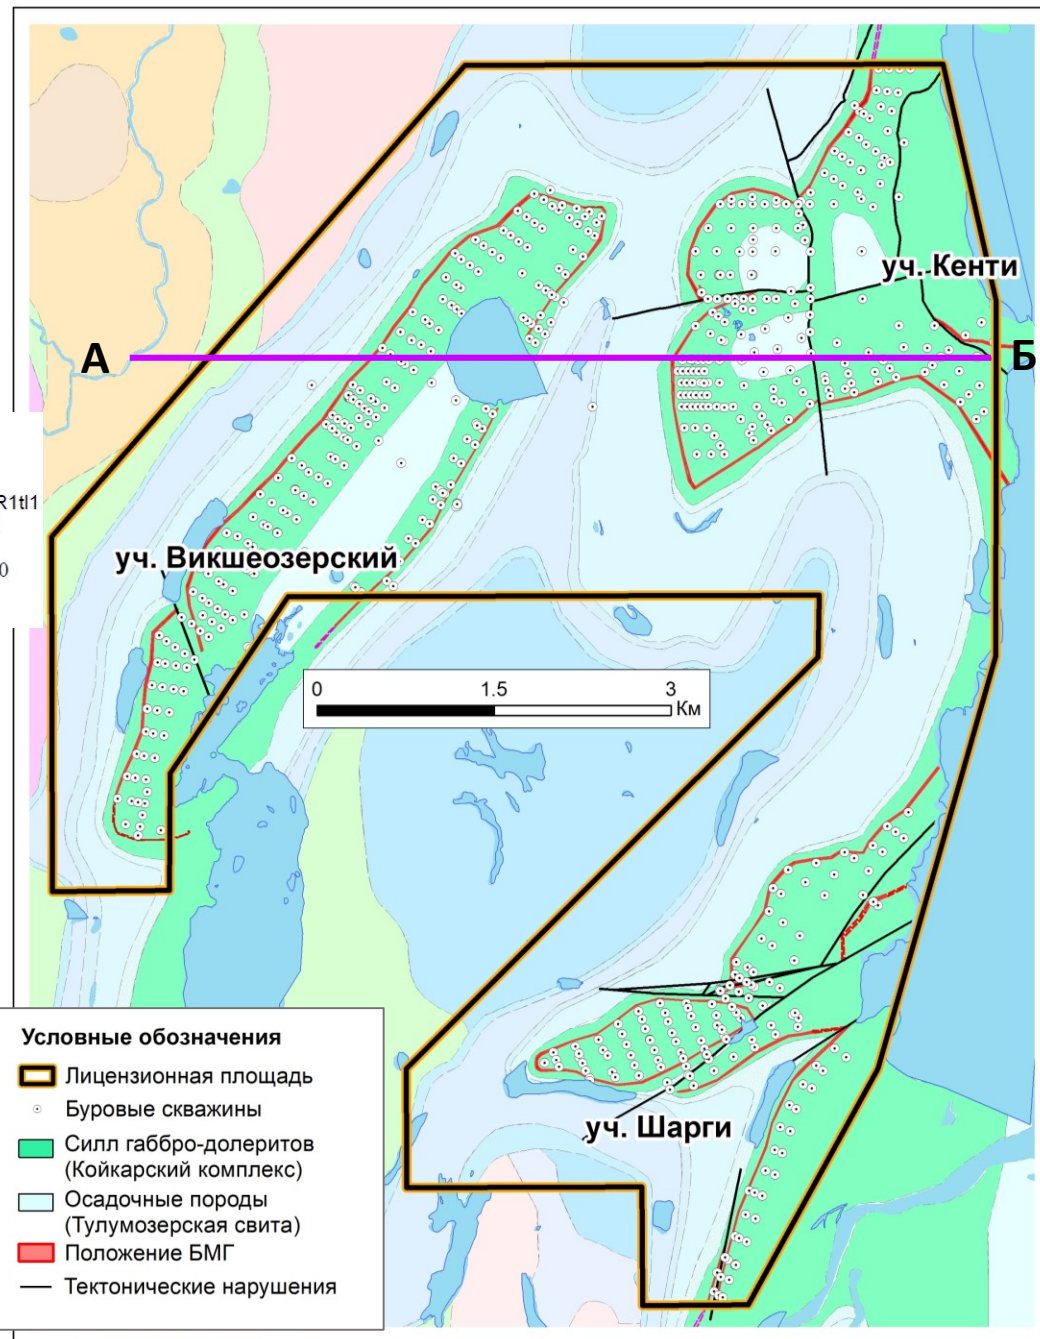 уч. Кенти
А
Б
R1tl1
0
уч. Викшеозерский
0 1.5 3
Км
уч. Шарги
Условные обозначения
Лицензионная площадь
Буровые скважины
Силл габбро-долеритов
(Койкарский комплекс)
Осадочные породы
(Тулумозерская свита)
Положение БМГ
Тектонические нарушения